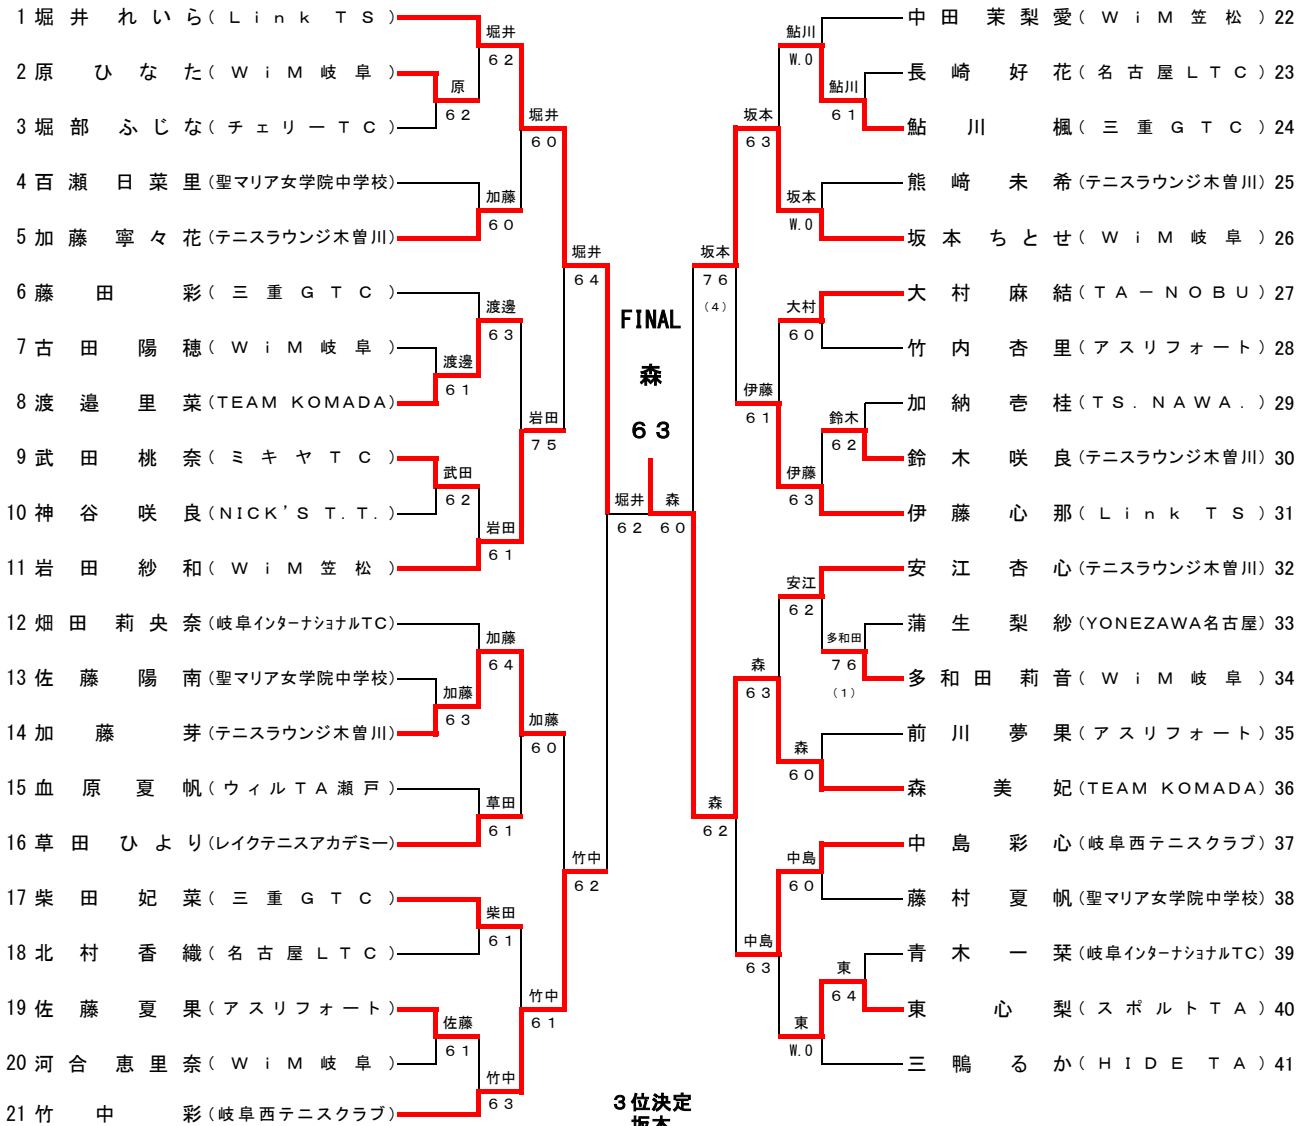 1 堀井 れいら (Link TS)
2 原 ひなた (WiM岐阜)
3 堀部 ふじな (チェリーTC)
4 百瀬 日菜里 (聖マリア女学院中学校)
5 加藤 寧々花 (テニスラウンジ木曽川)
6 藤田 彩 (三重GTC)
7 古田 陽穂 (WiM岐阜)
8 渡邉 里菜 (TEAM KOMADA)
9 武田 桃奈 (ミキヤTC)
10 神谷 咲良 (NICK'S T.T.)
11 岩田 紗和 (WiM笠松)
12 畑田 莉央奈 (岐阜インターナショナルTC)
13 佐藤 陽南 (聖マリア女学院中学校)
14 加藤 芽 (テニスラウンジ木曽川)
15 血原 夏帆 (ウィルTA瀬戸)
16 草田 ひより (レイクテニスアカデミー)
17 柴田 妃菜 (三重GTC)
18 北村 香織 (名古屋LTC)
19 佐藤 夏果 (アスリフォート)
20 河合 恵里奈 (WiM岐阜)
21 竹中 彩 (岐阜西テニスクラブ)
原
62
渡邊
61
武田
62
加藤
63
佐藤
61
堀井
62
加藤
60
渡邊
63
岩田
61
加藤
64
草田
61
柴田
61
竹中
63
堀井
60
岩田
75
加藤
60
竹中
61
堀井
64
竹中
62
堀井
62
FINAL
森
63
森
60
坂本
76
(4)
森
62
坂本
63
伊藤
61
森
63
中島
63
鮎川
W.0
坂本
W.0
大村
60
伊藤
63
安江
62
森
60
中島
60
東
W.0
鮎川
61
鈴木
62
多和田
76
(1)
東
64
中田 茉梨愛 (WiM笠松) 22
長崎 好花 (名古屋LTC) 23
鮎川 楓 (三重GTC) 24
熊﨑 未希 (テニスラウンジ木曽川) 25
坂本 ちとせ (WiM岐阜) 26
大村 麻結 (TA－NOBU) 27
竹内 杏里 (アスリフォート) 28
加納 壱桂 (TS.NAWA.) 29
鈴木 咲良 (テニスラウンジ木曽川) 30
伊藤 心那 (Link TS) 31
安江 杏心 (テニスラウンジ木曽川) 32
蒲生 梨紗 (YONEZAWA名古屋) 33
多和田 莉音 (WiM岐阜) 34
前川 夢果 (アスリフォート) 35
森 美妃 (TEAM KOMADA) 36
中島 彩心 (岐阜西テニスクラブ) 37
藤村 夏帆 (聖マリア女学院中学校) 38
青木 一栞 (岐阜インターナショナルTC) 39
東 心梨 (スポルトTA) 40
三鴨 るか (HIDE TA) 41
3位決定
坂本